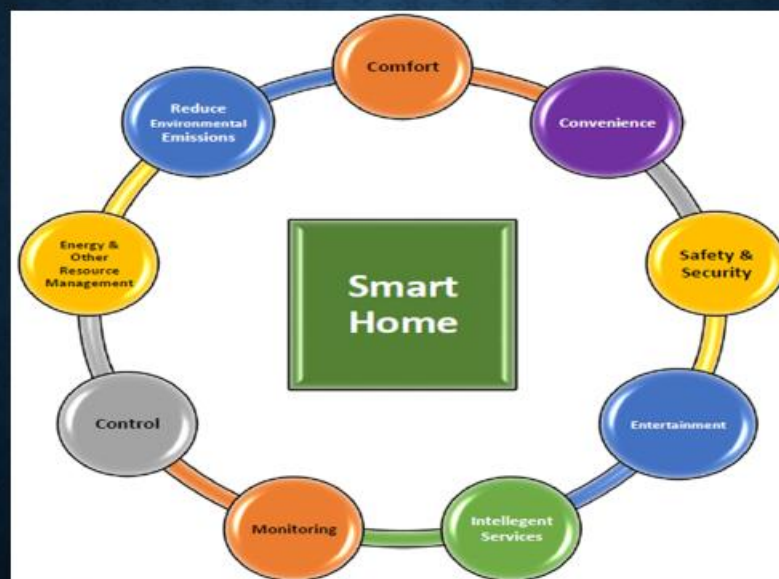 Comfort
Convenience
Safety &
Security
Entertainment
Intellegent
Services
Monitoring
Control
Energy &
Other
Resource
Management
Reduce
Environmental
Emissions
Smart
Home